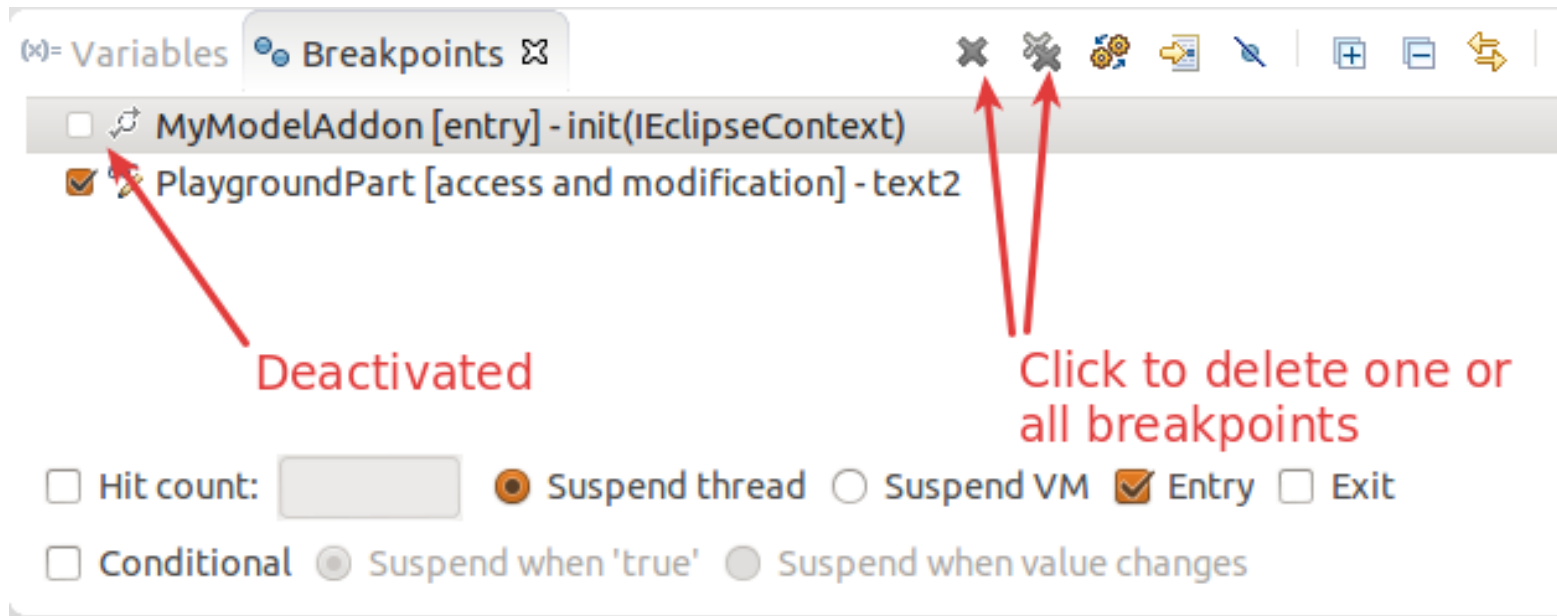 (x)= Variables Breakpoints
MyModelAddon [entry] - init(IEclipseContext)
PlaygroundPart [access and modification] - text2
Deactivated
Click to delete one or
all breakpoints
Hit count: Suspend thread Suspend VM Entry Exit
Conditional Suspend when 'true' Suspend when value changes